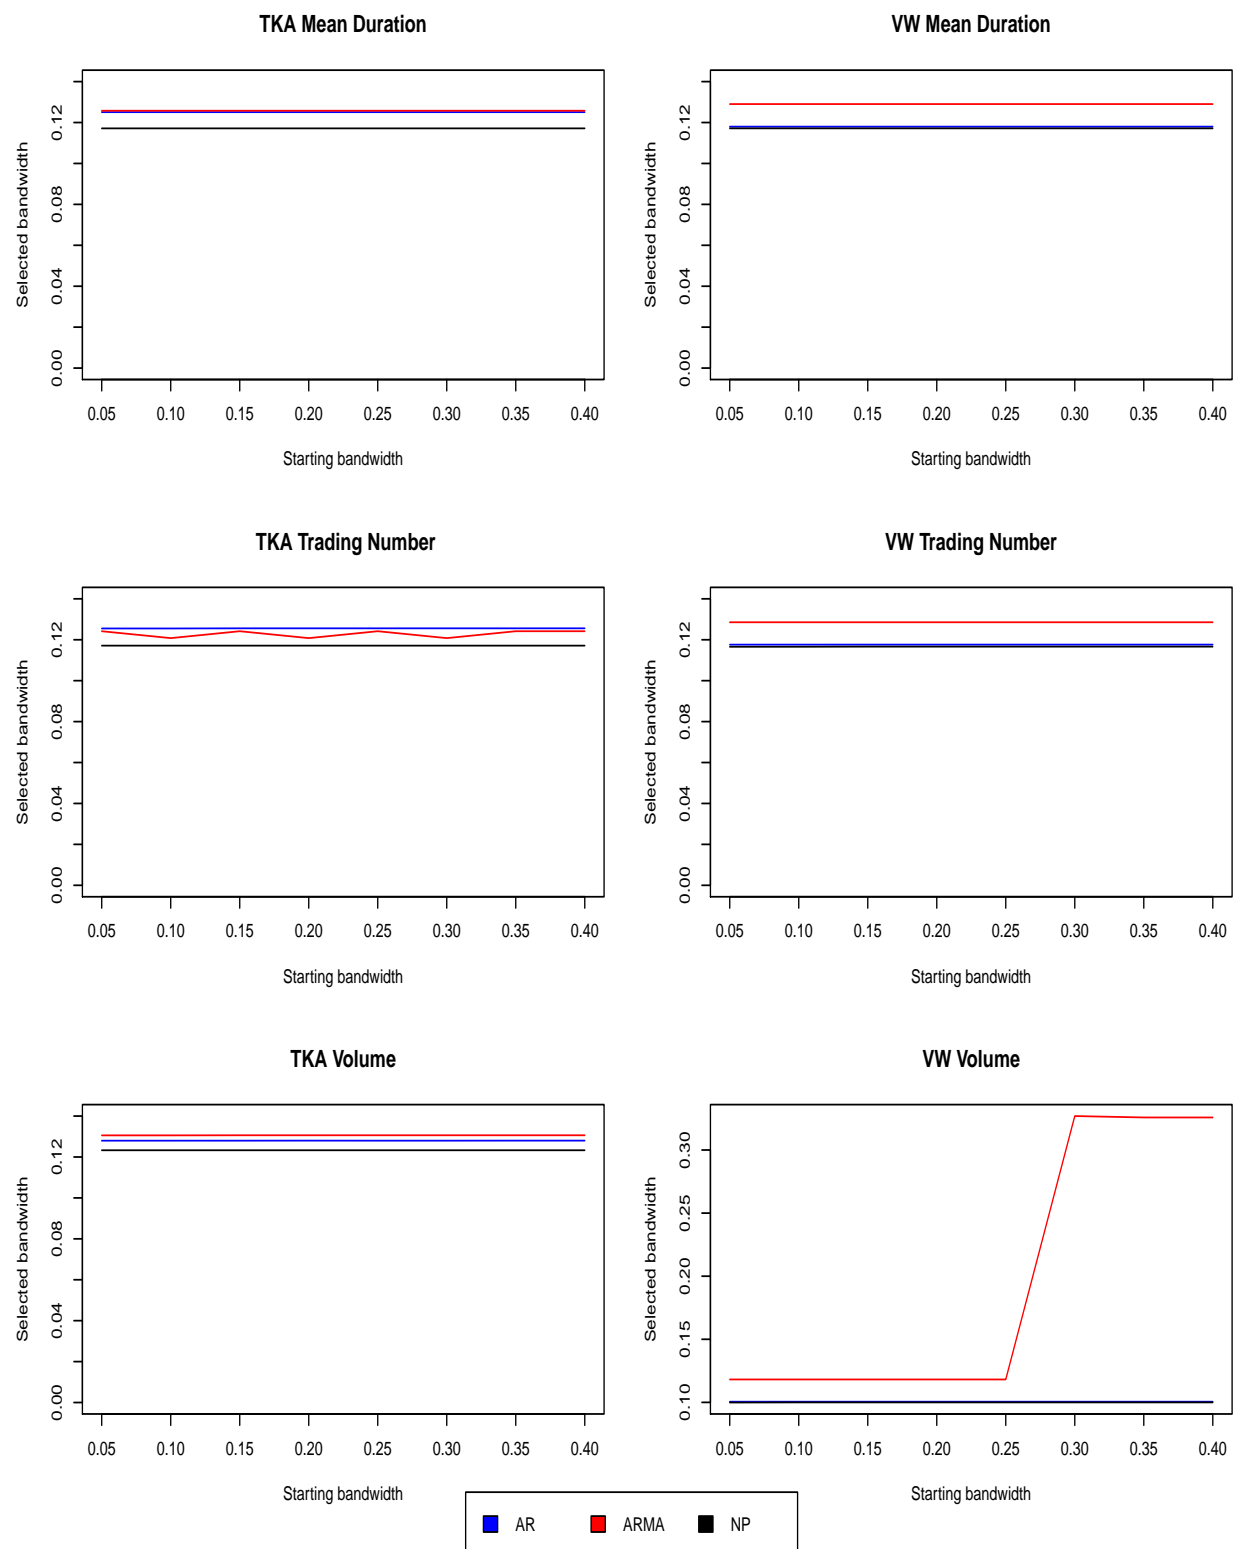 TKA Mean Duration
VW Mean Duration
Selected bandwidth
0.00 0.04 0.08 0.12
0.05 0.10 0.15 0.20 0.25 0.30 0.35 0.40
Starting bandwidth
Selected bandwidth
0.00 0.04 0.08 0.12
0.05 0.10 0.15 0.20 0.25 0.30 0.35 0.40
Starting bandwidth
TKA Trading Number
VW Trading Number
Selected bandwidth
0.00 0.04 0.08 0.12
0.05 0.10 0.15 0.20 0.25 0.30 0.35 0.40
Starting bandwidth
Selected bandwidth
0.00 0.04 0.08 0.12
0.05 0.10 0.15 0.20 0.25 0.30 0.35 0.40
Starting bandwidth
TKA Volume
VW Volume
Selected bandwidth
0.00 0.04 0.08 0.12
0.05 0.10 0.15 0.20 0.25 0.30 0.35 0.40
Starting bandwidth
Selected bandwidth
0.10 0.15 0.20 0.25 0.30
0.05 0.10 0.15 0.20 0.25 0.30 0.35 0.40
Starting bandwidth
AR ARMA NP